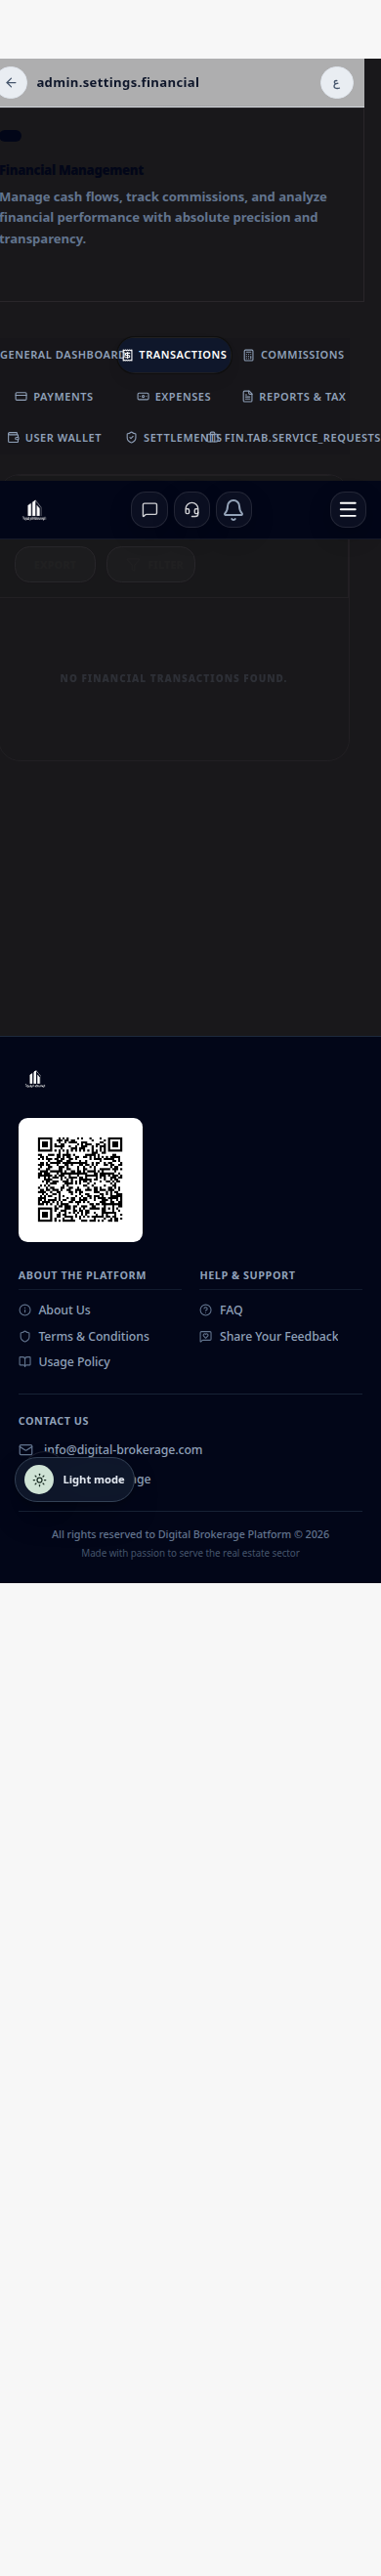 admin.settings.financial
ع
Financial Management
Manage cash flows, track commissions, and analyze
financial performance with absolute precision and
transparency.
GENERAL DASHBOARD
TRANSACTIONS
COMMISSIONS
PAYMENTS
EXPENSES
REPORTS & TAX
USER WALLET
SETTLEMENTS
FIN.TAB.SERVICE_REQUESTS
EXPORT
FILTER
NO FINANCIAL TRANSACTIONS FOUND.
ABOUT THE PLATFORM
HELP & SUPPORT
About Us
FAQ
Terms & Conditions
Share Your Feedback
Usage Policy
CONTACT US
info@digital-brokerage.com
Light mode
All rights reserved to Digital Brokerage Platform © 2026
Made with passion to serve the real estate sector